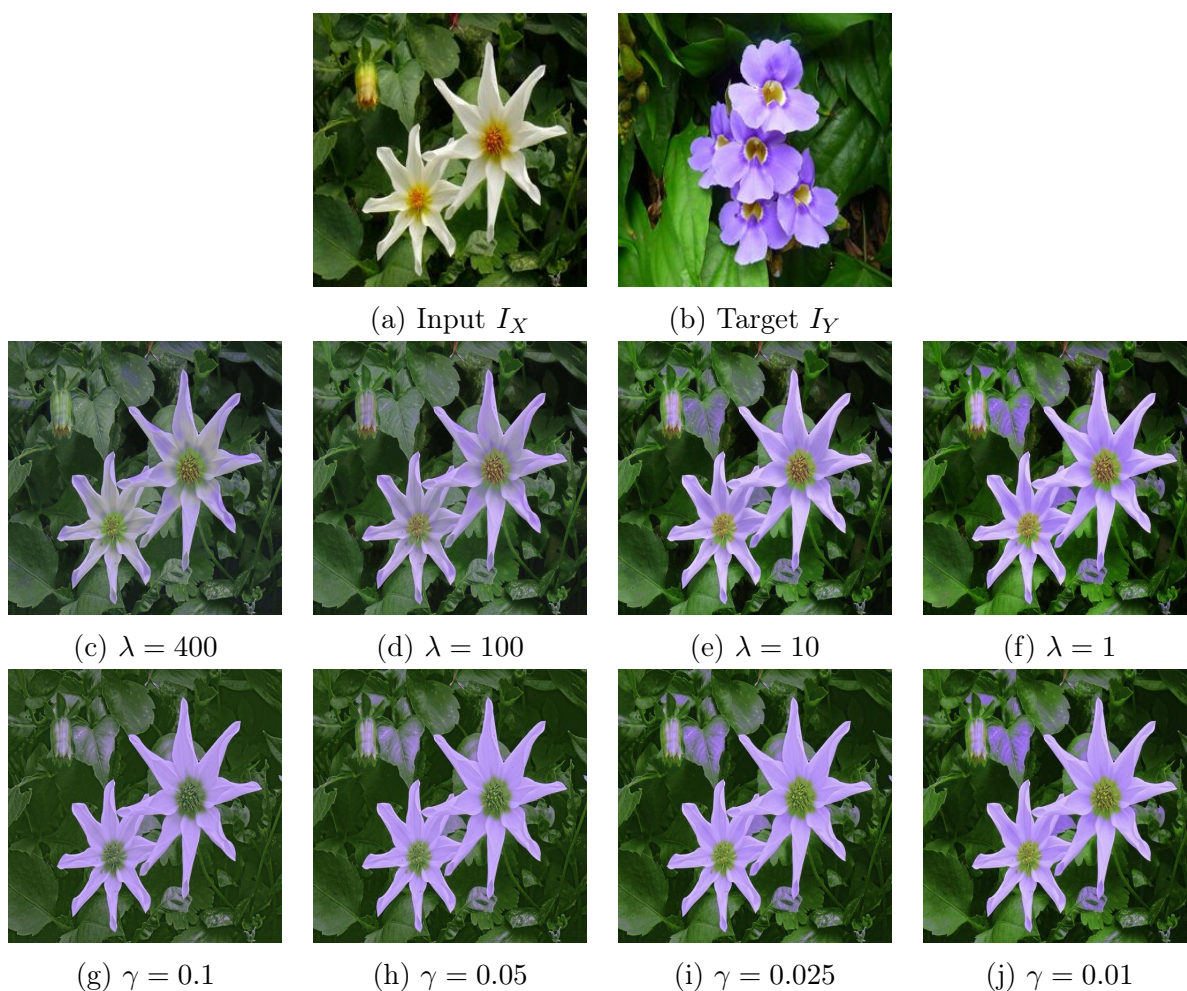 (a) Input $I_X$
(b) Target $I_Y$
(c) λ = 400
(d) λ = 100
(e) λ = 10
(f) λ = 1
(g) γ = 0.1
(h) γ = 0.05
(i) γ = 0.025
(j) γ = 0.01